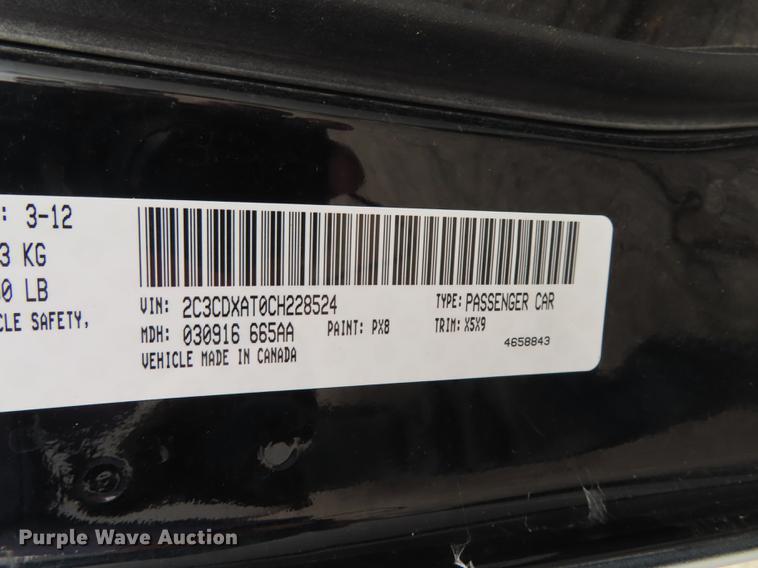 : 3-12
3 KG
0 LB
CLE SAFETY,
VIN: 2C3CDXAT0CH228524 TYPE: PASSENGER CAR
MDH: 030916 665AA PAINT: PX8 TRIM: X5X9
VEHICLE MADE IN CANADA 4658843
Purple Wave Auction